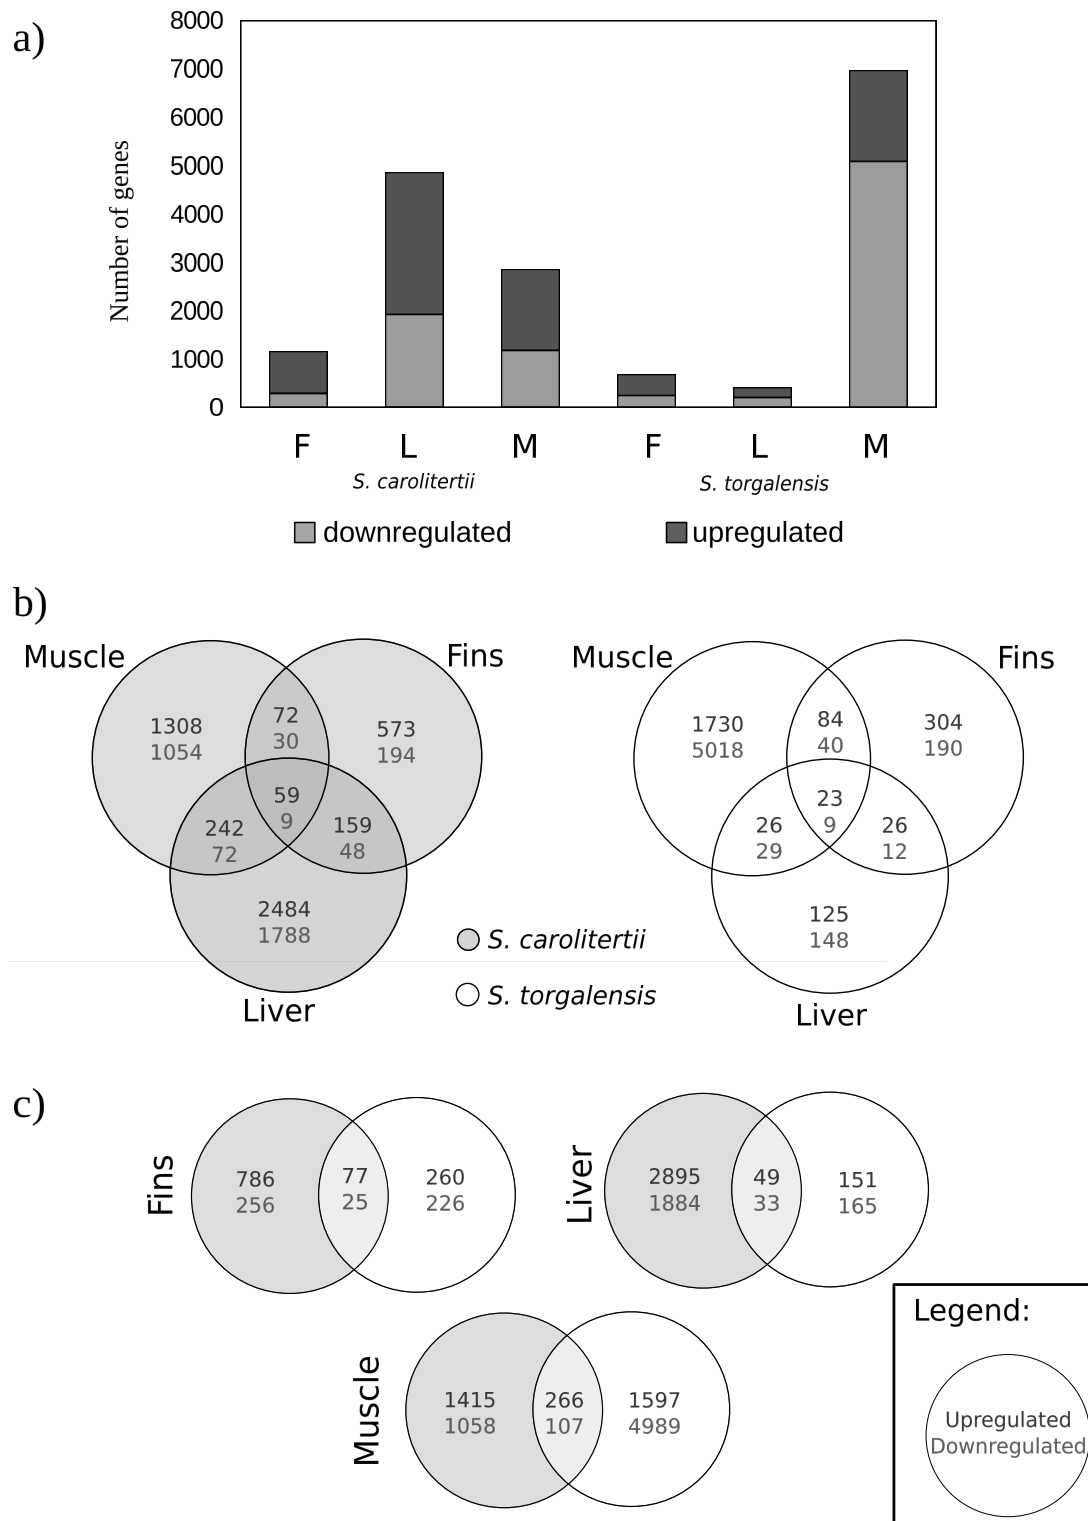 a)
8000
7000
6000
5000
4000
3000
2000
1000
0
Number of genes
F L M F L M
S. carolitertii S. torgalensis
downregulated upregulated
b)
Muscle Fins Muscle Fins
1308 72 573 1730 84 304
1054 30 194 5018 40 190
59 23
9 9
242 159 26 26
72 48 29 12
2484 125
1788 148
Liver Liver
S. carolitertii
S. torgalensis
c)
Fins
786 77 260
256 25 226
Liver
2895 49 151
1884 33 165
Muscle
1415 266 1597
1058 107 4989
Legend:
Upregulated
Downregulated